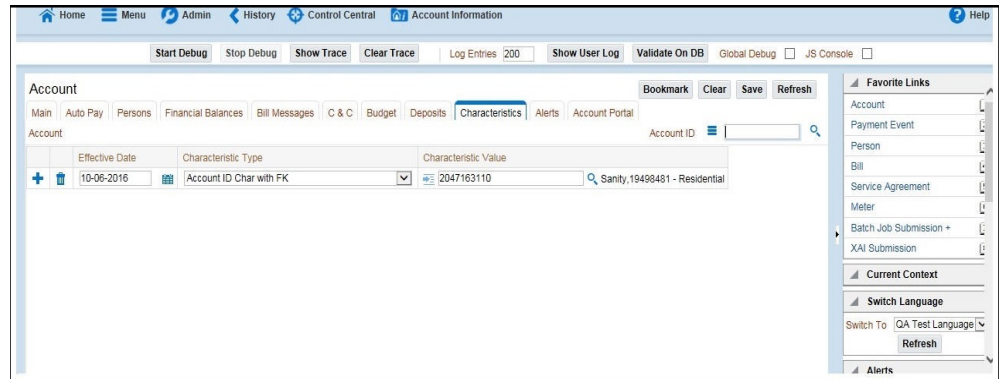 Home Menu Admin History Control Central Account Information Help
Start Debug Stop Debug Show Trace Clear Trace Log Entries 200 Show User Log Validate On DB Global Debug JS Console
Account Bookmark Clear Save Refresh
Main Auto Pay Persons Financial Balances Bill Messages C & C Budget Deposits Characteristics Alerts Account Portal
Account Account ID
Effective Date Characteristic Type Characteristic Value
10-06-2016 Account ID Char with FK 2047163110 Sanity,19498481 - Residential
Favorite Links
Account
Payment Event
Person
Bill
Service Agreement
Meter
Batch Job Submission +
XAI Submission
Current Context
Switch Language
Switch To QA Test Language
Refresh
Alerts